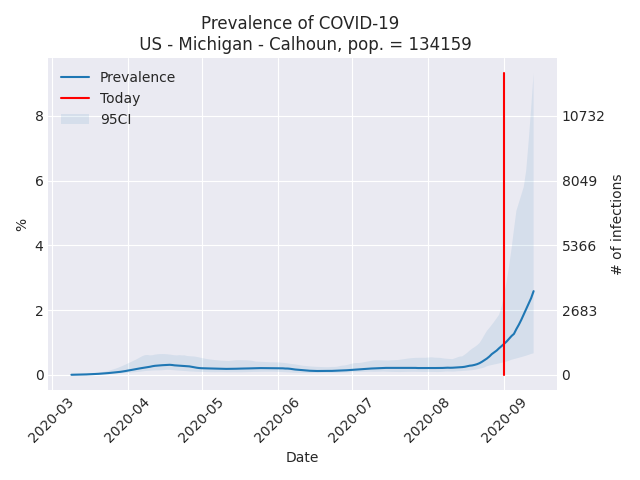 Prevalence of COVID-19
US - Michigan - Calhoun, pop. = 134159
Prevalence
Today
95CI
%
8
6
4
2
0
10732
8049
5366
2683
0
# of infections
2020-03
2020-04
2020-05
2020-06
2020-07
2020-08
2020-09
Date